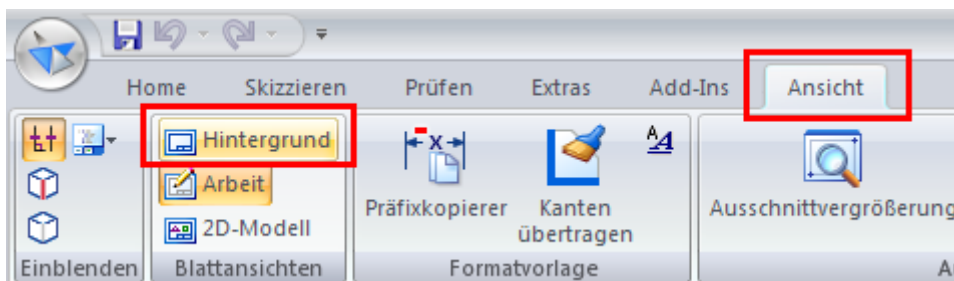 Home Skizzieren Prüfen Extras Add-Ins Ansicht
Hintergrund
Arbeit
2D-Modell
Präfixkopierer
Kanten
übertragen
A
A
Ausschnittvergrößerung
Einblenden Blattansichten Formatvorlage